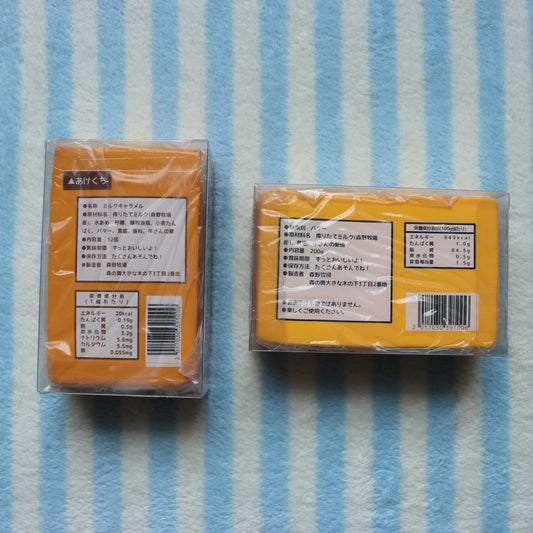 ▲あけくち
●名称 ミルクキャラメル
●原材料名 搾りたてミルク(森野牧場
産)、水あめ、砂糖、植物油脂、小麦たん
ぱく、バター、食塩、香料、牛さんの愛
●内容量 12個
●賞味期限 ずっとおいしいよ!
●保存方法 たくさんあそんでね!
●製造者 森野牧場
森の奥大きな木の下3丁目2番地
栄養成分表
(1個あたり)
エネルギー 20kcal
たんぱく質 0.19g
脂質 0.5g
炭水化物 3.2g
ナトリウム 5.6mg
カルシウム 5.5mg
鉄 0.055mg
●種類別 バター
●原材料名 搾りたてミルク(森野牧場
産)、食塩、牛さんの愛情
●内容量 200g
●賞味期限 ずっとおいしいよ!
●保存方法 たくさんあそんでね!
●製造者 森野牧場
森の奥大きな木の下3丁目2番地
ではありません。
●楽しくご使用ください。
栄養成分表示(100g当たり)
エネルギー 849kcal
たんぱく質 1.0g
脂質 84.5g
炭水化物 0.5g
食塩相当量 1.5g